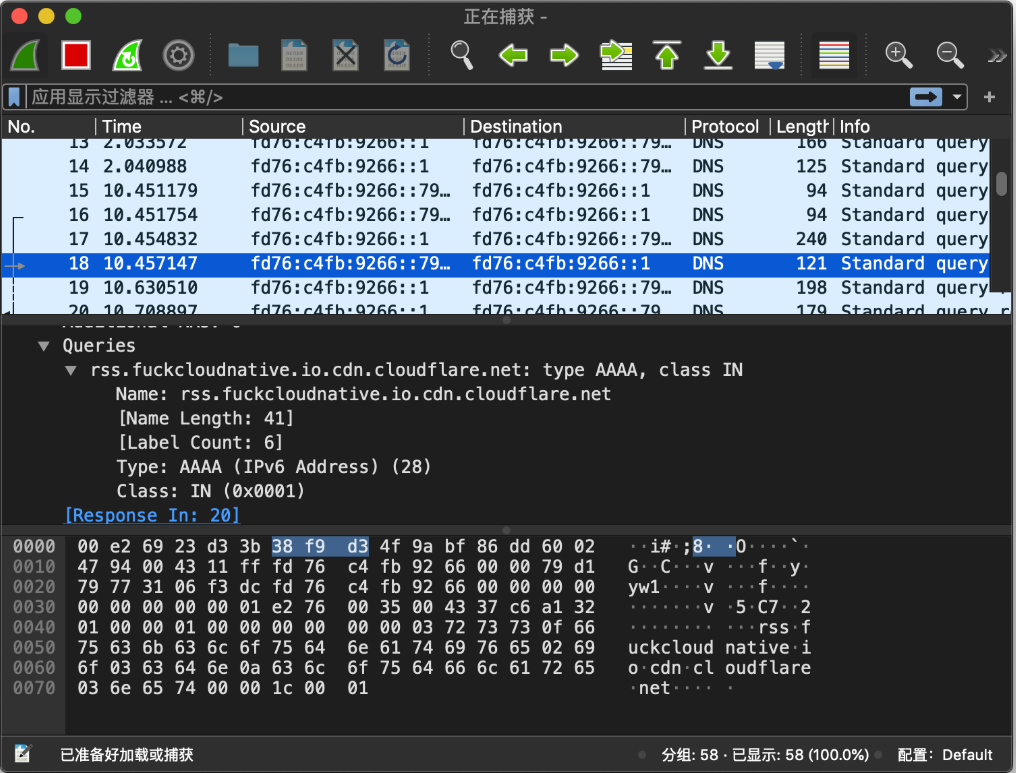 正在捕获 -
应用显示过滤器 ... <⌘/>
No. Time Source Destination Protocol Length Info
13 2.033572 fd76:c4fb:9266::1 fd76:c4fb:9266::79… DNS 166 Standard query
14 2.040988 fd76:c4fb:9266::1 fd76:c4fb:9266::79… DNS 125 Standard query
15 10.451179 fd76:c4fb:9266::79… fd76:c4fb:9266::1 DNS 94 Standard query
16 10.451754 fd76:c4fb:9266::79… fd76:c4fb:9266::1 DNS 94 Standard query
17 10.454832 fd76:c4fb:9266::1 fd76:c4fb:9266::79… DNS 240 Standard query
18 10.457147 fd76:c4fb:9266::79… fd76:c4fb:9266::1 DNS 121 Standard query
19 10.630510 fd76:c4fb:9266::1 fd76:c4fb:9266::79… DNS 198 Standard query
20 10.708897 fd76:c4fb:9266::1 fd76:c4fb:9266::79 DNS 179 Standard query r
Queries
rss.fuckcloudnative.io.cdn.cloudflare.net: type AAAA, class IN
Name: rss.fuckcloudnative.io.cdn.cloudflare.net
[Name Length: 41]
[Label Count: 6]
Type: AAAA (IPv6 Address) (28)
Class: IN (0x0001)
[Response In: 20]
0000 00 e2 69 23 d3 3b 38 f9 d3 4f 9a bf 86 dd 60 02 ··i#·;8· ·O····`·
0010 47 94 00 43 11 ff fd 76 c4 fb 92 66 00 00 79 d1 G··C···v ···f··y·
0020 79 77 31 06 f3 dc fd 76 c4 fb 92 66 00 00 00 00 yw1····v ···f····
0030 00 00 00 00 00 01 e2 76 00 35 00 43 37 c6 a1 32 ·······v ·5·C7··2
0040 01 00 00 01 00 00 00 00 00 00 03 72 73 73 0f 66 ········ ···rss·f
0050 75 63 6b 63 6c 6f 75 64 6e 61 74 69 76 65 02 69 uckcloud native·i
0060 6f 03 63 64 6e 0a 63 6c 6f 75 64 66 6c 61 72 65 o·cdn·cl oudflare
0070 03 6e 65 74 00 00 1c 00 01 ·net···· ·
已准备好加载或捕获 分组: 58 · 已显示: 58 (100.0%) 配置: Default